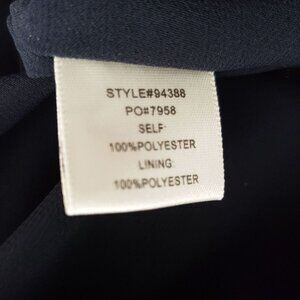 STYLE#94388
PO#7958
SELF
100%POLYESTER
LINING
100%POLYESTER